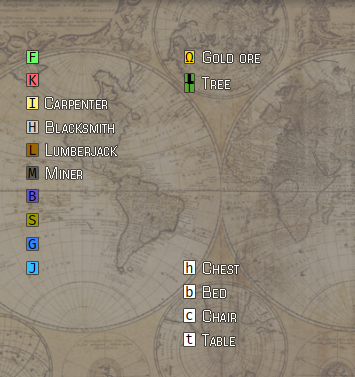 F
K
I Carpenter
H Blacksmith
L Lumberjack
M Miner
B
S
G
J
Ω Gold ore
Tree
h Chest
b Bed
c Chair
t Table